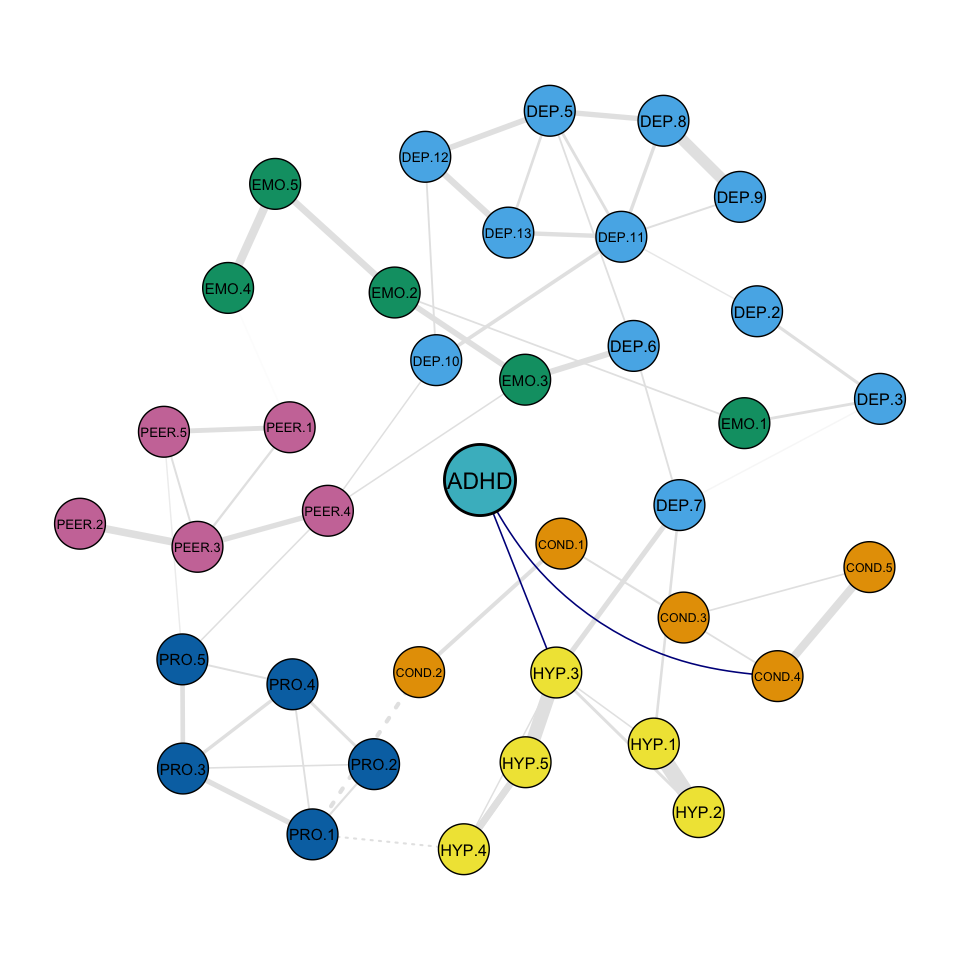 DEP.5
DEP.8
DEP.12
EMO.5
DEP.9
DEP.13
DEP.11
EMO.4
EMO.2
DEP.2
DEP.6
DEP.10
EMO.3
DEP.3
PEER.5
PEER.1
EMO.1
ADHD
PEER.4
DEP.7
PEER.2
PEER.3
COND.1
COND.5
COND.3
PRO.5
PRO.4
COND.2
HYP.3
COND.4
HYP.1
PRO.3
PRO.2
HYP.5
HYP.2
PRO.1
HYP.4